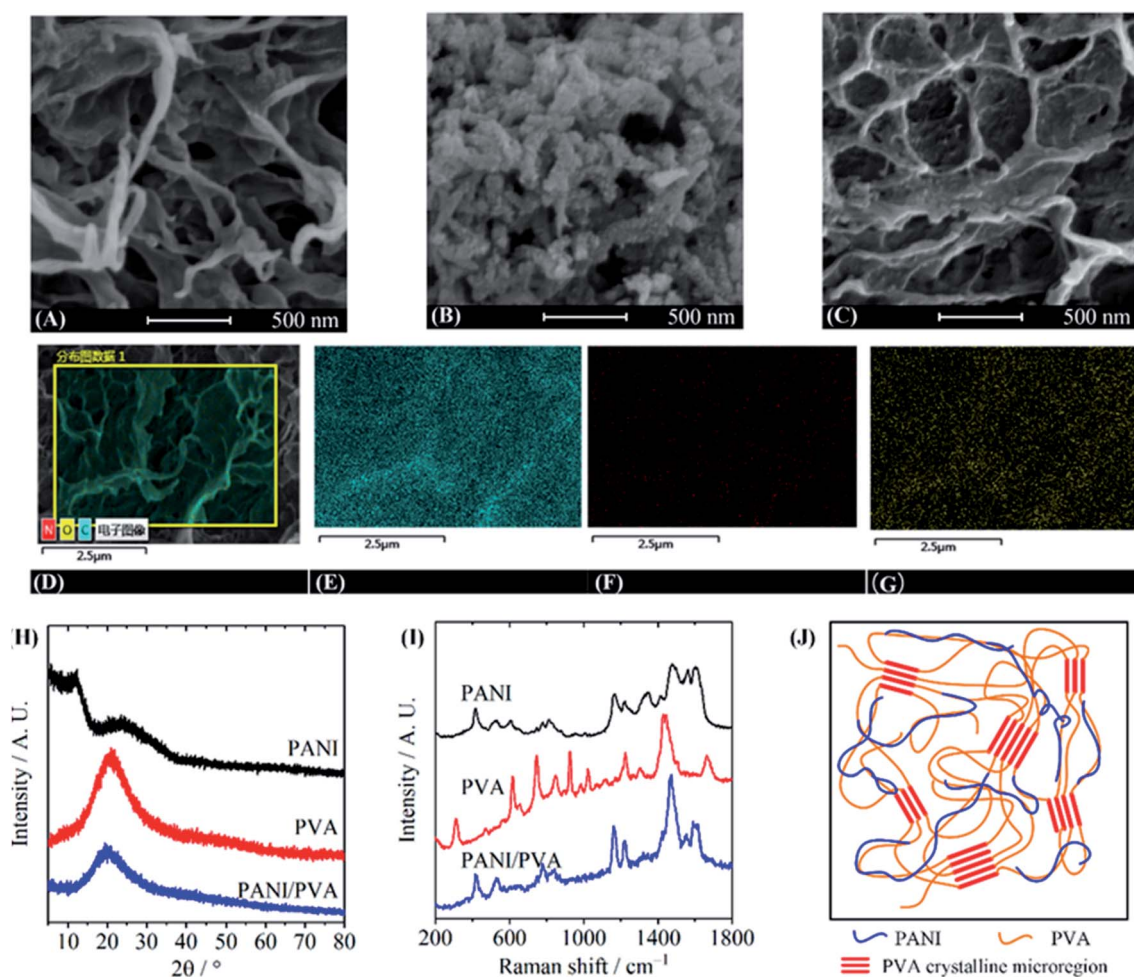 (A)
500 nm
(B)
500 nm
(C)
500 nm
分布图数据 1
N O C 电子图像
2.5μm
2.5μm
2.5μm
(D)
(E)
(F)
(G)
H)
Intensity / A. U.
PANI
PVA
PANI/PVA
10 20 30 40 50 60 70 80
2θ / °
(I)
Intensity / A. U.
PANI
PVA
PANI/PVA
200 600 1000 1400 1800
Raman shift / cm⁻¹
(J)
PANI
PVA
PVA crystalline microregion